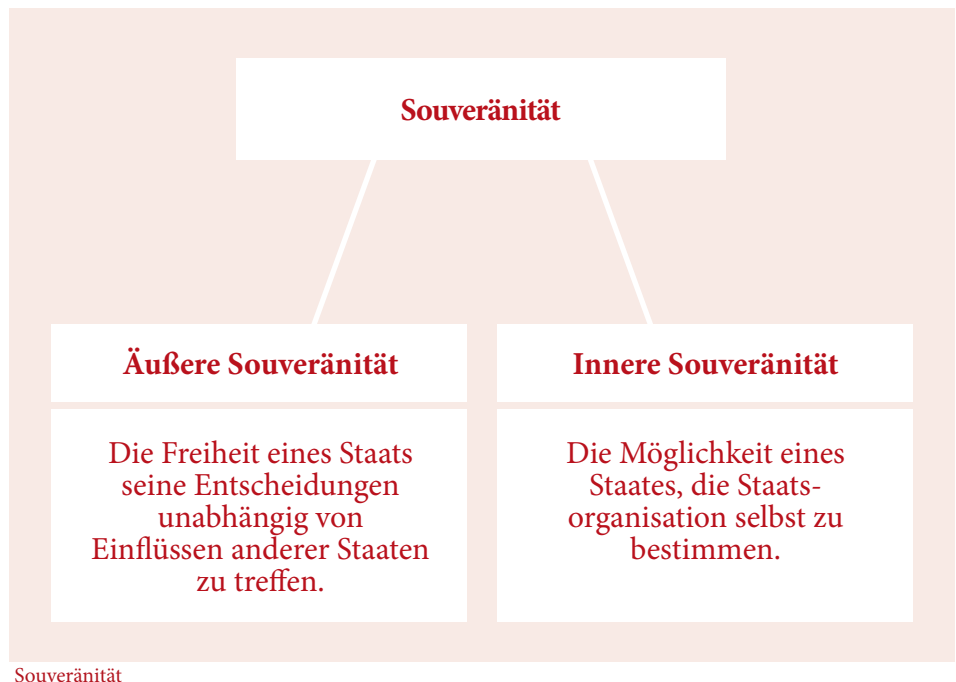 Souveränität
Äußere Souveränität
Die Freiheit eines Staats
seine Entscheidungen
unabhängig von
Einflüssen anderer Staaten
zu treffen.
Innere Souveränität
Die Möglichkeit eines
Staates, die Staats-
organisation selbst zu
bestimmen.
Souveränität